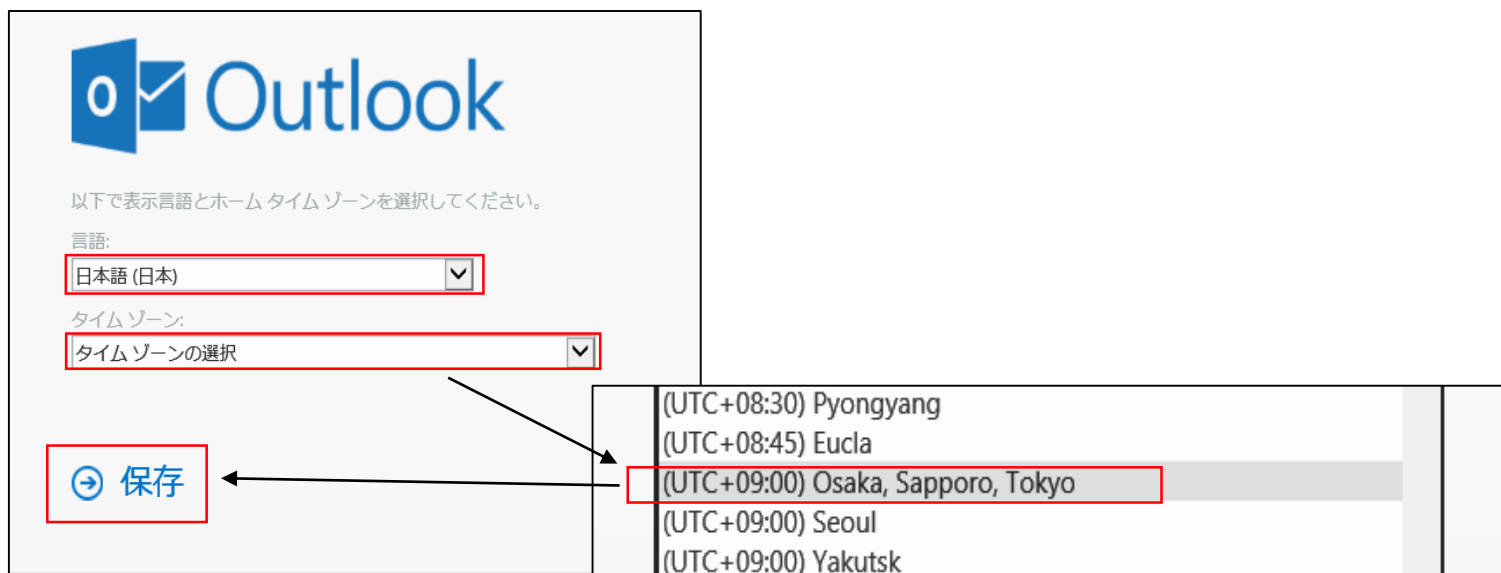 Outlook
以下で表示言語とホーム タイム ゾーンを選択してください。
言語:
日本語 (日本)
タイム ゾーン:
タイム ゾーンの選択
保存
(UTC+08:30) Pyongyang
(UTC+08:45) Eucla
(UTC+09:00) Osaka, Sapporo, Tokyo
(UTC+09:00) Seoul
(UTC+09:00) Yakutsk